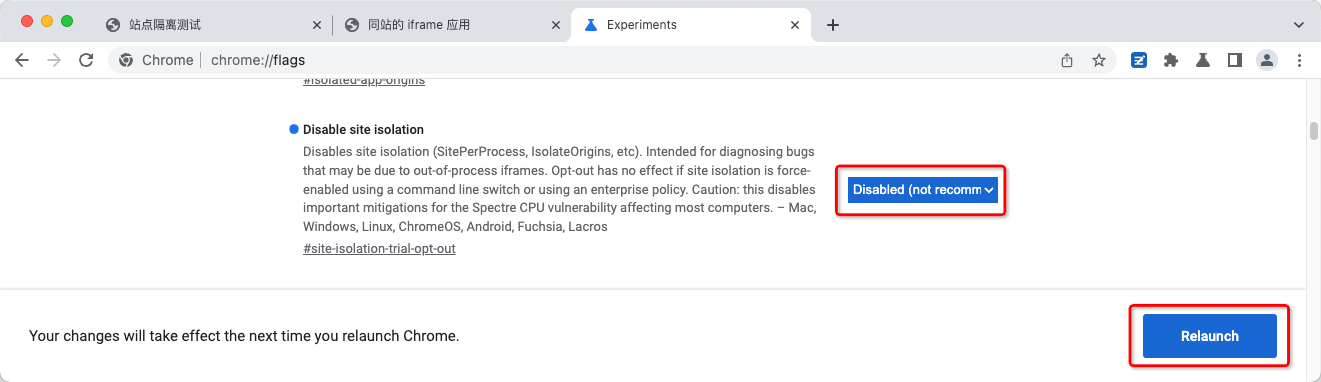 站点隔离测试
同站的 iframe 应用
Experiments
Chrome
chrome://flags
#isolated-app-origins
Disable site isolation
Disables site isolation (SitePerProcess, IsolateOrigins, etc). Intended for diagnosing bugs
that may be due to out-of-process iframes. Opt-out has no effect if site isolation is force-
enabled using a command line switch or using an enterprise policy. Caution: this disables
important mitigations for the Spectre CPU vulnerability affecting most computers. – Mac,
Windows, Linux, ChromeOS, Android, Fuchsia, Lacros
#site-isolation-trial-opt-out
Disabled (not recomm
Your changes will take effect the next time you relaunch Chrome.
Relaunch